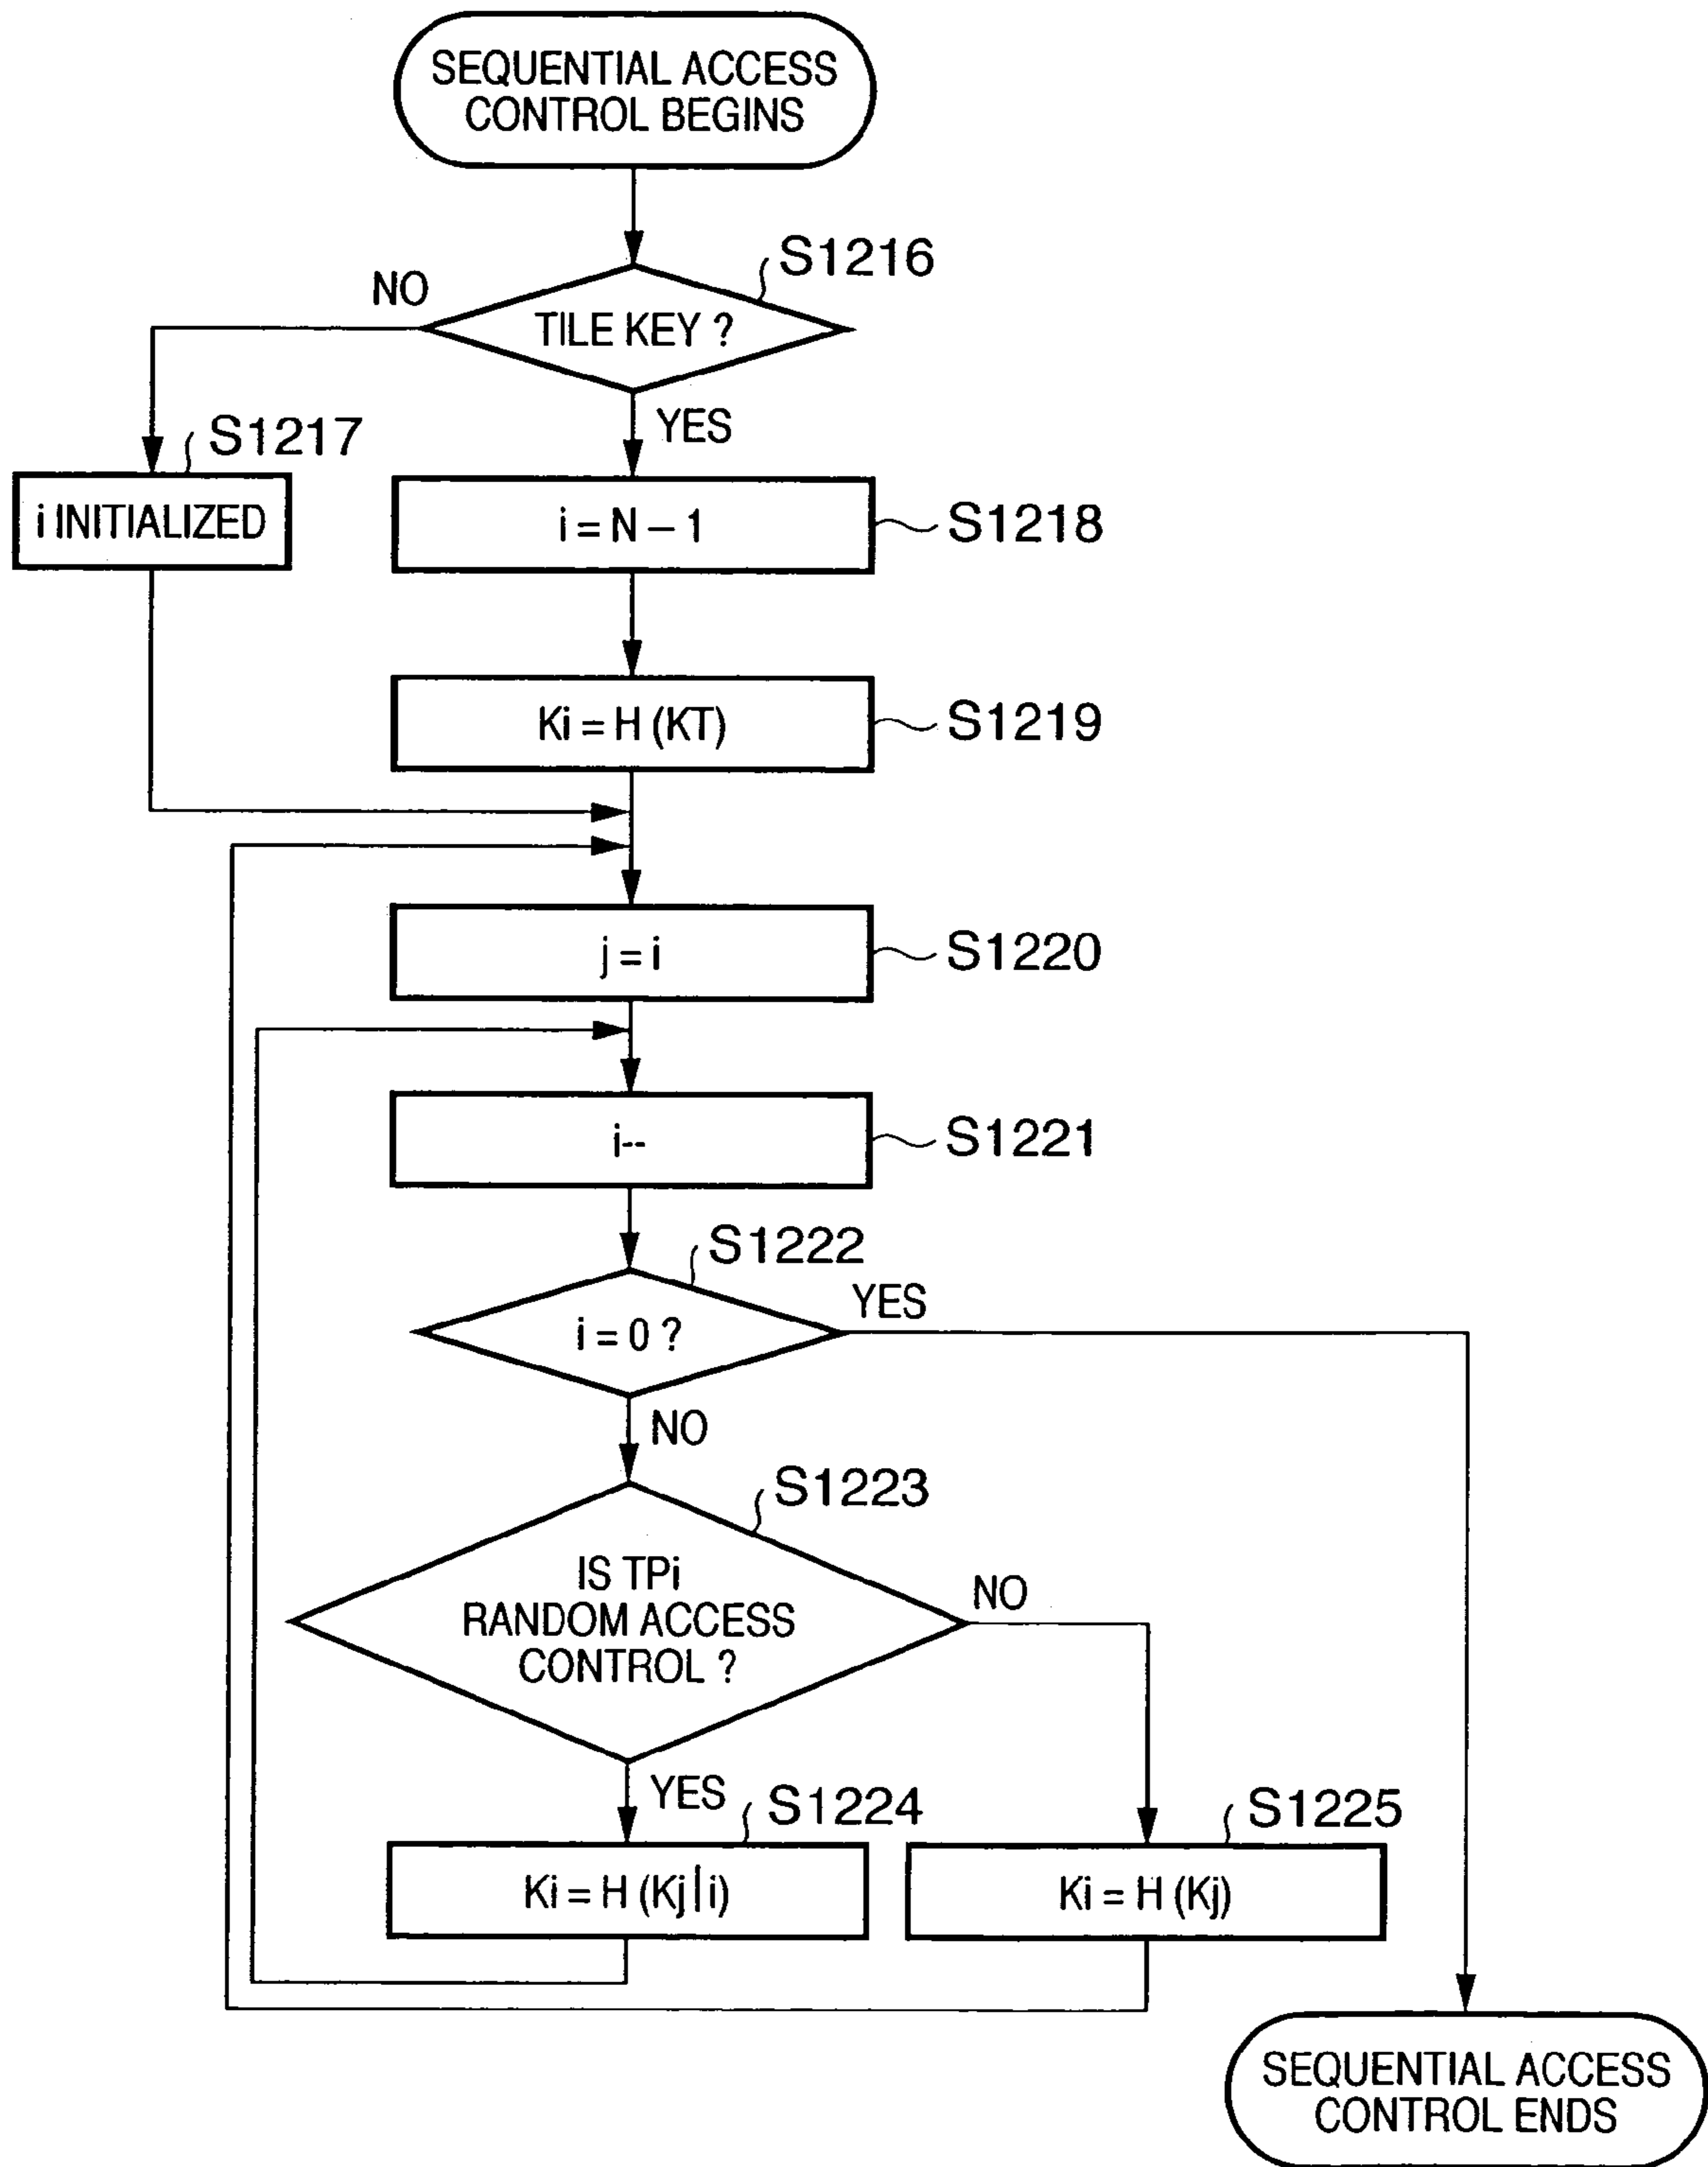 SEQUENTIAL ACCESS
CONTROL BEGINS
S1216
NO
TILE KEY ?
YES
S1217
i INITIALIZED
i = N – 1
S1218
Ki = H (KT)
S1219
j = i
S1220
i--
S1221
S1222
YES
i = 0 ?
NO
S1223
IS TPi
RANDOM ACCESS
CONTROL ?
NO
YES
S1224
S1225
Ki = H (Kj|i)
Ki = H (Kj)
SEQUENTIAL ACCESS
CONTROL ENDS